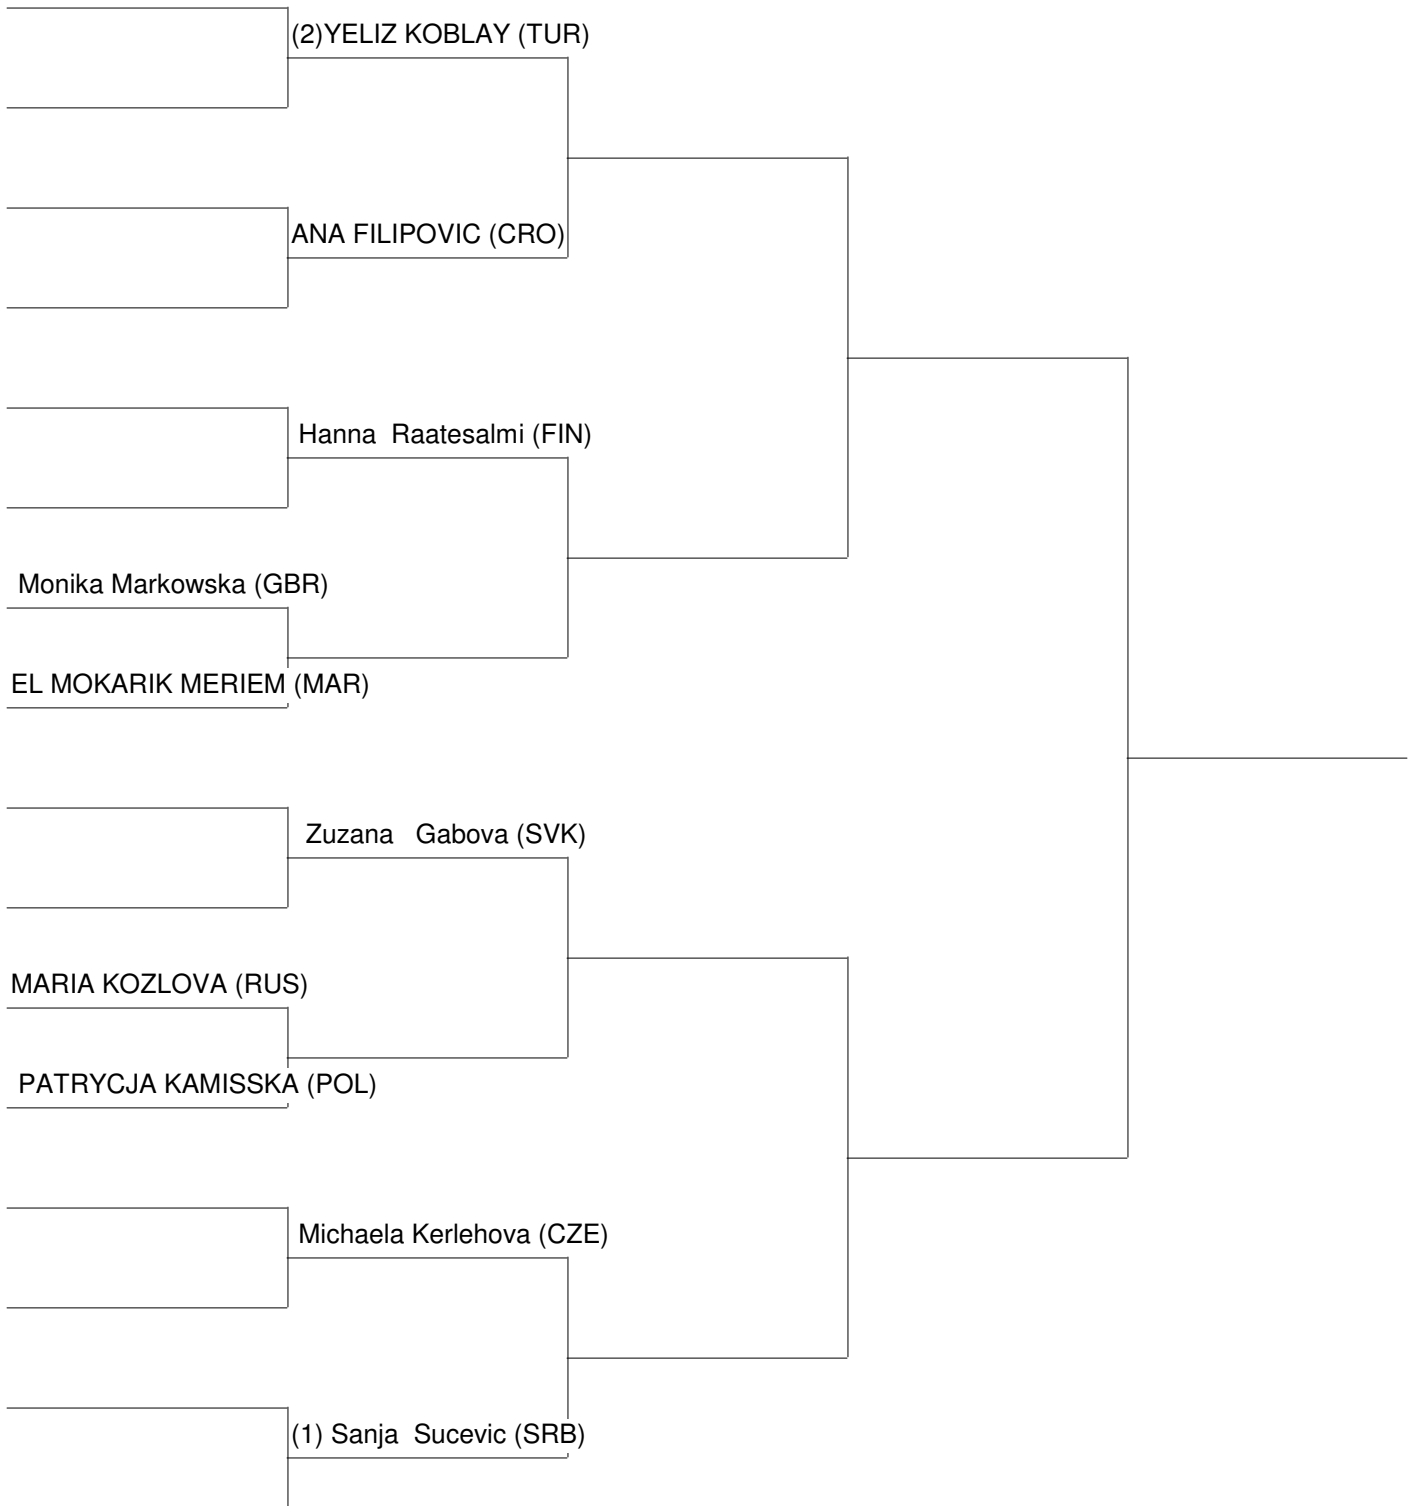 (2)YELIZ KOBLAY (TUR)
ANA FILIPOVIC (CRO)
Hanna  Raatesalmi (FIN)
Monika Markowska (GBR)
EL MOKARIK MERIEM (MAR)
Zuzana   Gabova (SVK)
MARIA KOZLOVA (RUS)
PATRYCJA KAMISSKA (POL)
Michaela Kerlehova (CZE)
(1) Sanja  Sucevic (SRB)